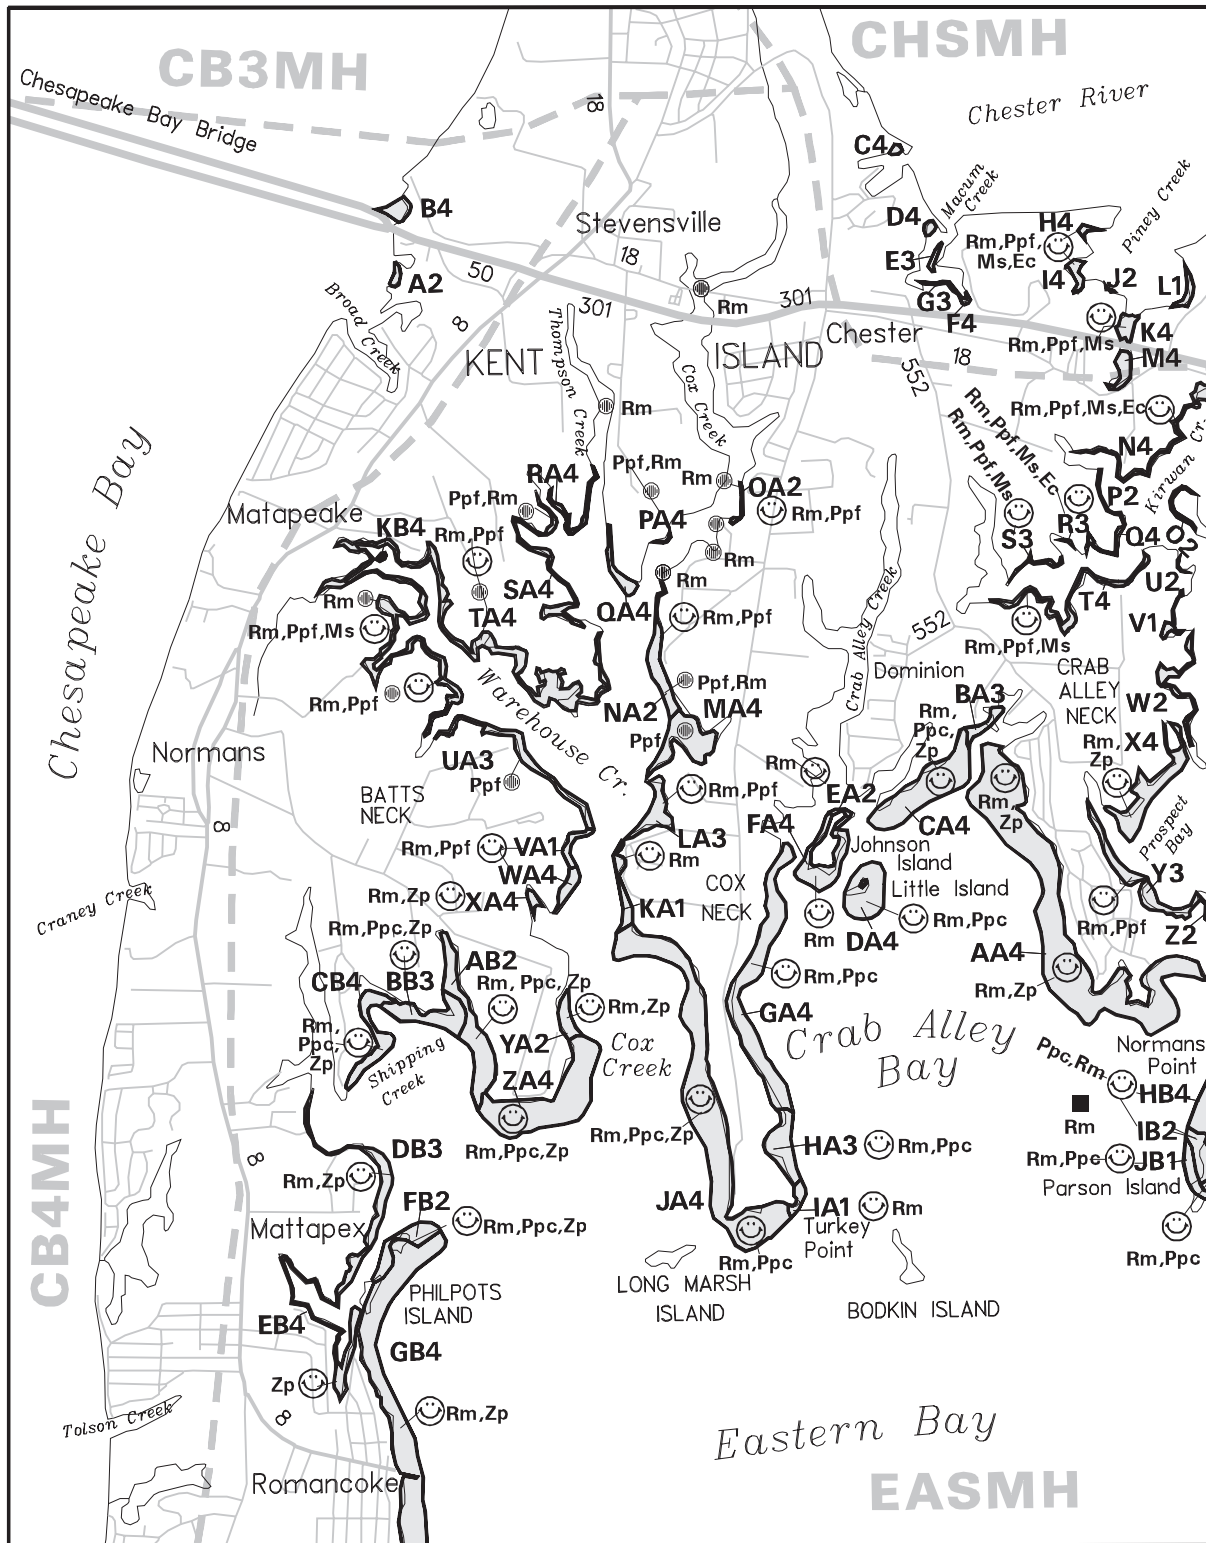 CB3MH
CHSMH
Chesapeake Bay Bridge
18
Chester River
C4
Macum
Creek
Piney Creek
B4
Stevensville
D4
H4
Rm,Ppf,
Ms,Ec
E3
A2
50
18
I4
J2
L1
G3
F4
Rm
301
301
Broad Creek
8
Thompson Creek
KENT
ISLAND
Chester
18
K4
Rm,Ppf,Ms
M4
552
Cox Creek
Rm
Rm,Ppf,Ms,Ec
Rm,Ppf,Ms,Ec
Rm,Ppf,Ms
N4
Kirwan Cr.
Chesapeake Bay
RA4
Ppf,Rm
Rm
OA2
Ppf,Rm
P2
Matapeake
KB4
Rm,Ppf
PA4
Rm,Ppf
R3
S3
Q4
Rm
Rm
SA4
U2
Rm
TA4
QA4
Rm,Ppf
T4
Rm,Ppf,Ms
Crab Alley Creek
552
V1
Rm,Ppf,Ms
Dominion
CRAB
ALLEY
NECK
Warehouse Cr.
Ppf,Rm
BA3
Rm,Ppf
NA2
MA4
W2
Rm,
Ppc,
Zp
Ppf
Rm,
Zp
X4
Normans
UA3
Ppf
Rm
BATTS
NECK
Rm,Ppf
EA2
Rm,
Zp
8
FA4
CA4
Prospect
Bay
LA3
Rm,Ppf
VA1
Rm
Johnson
Island
WA4
Y3
Craney Creek
Rm,Zp
XA4
COX
NECK
Little Island
KA1
Rm,Ppc
Rm,Ppf
Rm,Ppc,Zp
Rm
DA4
Z2
AA4
AB2
CB4
BB3
Rm,Ppc,Zp
Rm,Ppc
Rm,Zp
Rm,Zp
GA4
Rm,
Ppc,
Zp
YA2
Cox
Creek
Crab Alley
Bay
Normans
Point
Shipping
Creek
Ppc,Rm
ZA4
HB4
Rm
CB4MH
Rm,Ppc,Zp
IB2
Rm,Ppc,Zp
DB3
HA3
Rm,Ppc
Rm,Ppc
JB1
8
Rm,Zp
Parson Island
FB2
JA4
IA1
Rm
Mattapex
Rm,Ppc,Zp
Turkey
Point
Rm,Ppc
Rm,Ppc
PHILPOTS
ISLAND
LONG MARSH
ISLAND
BODKIN ISLAND
EB4
GB4
Zp
Tolson Creek
8
Rm,Zp
Eastern Bay
Romancoke
EASMH